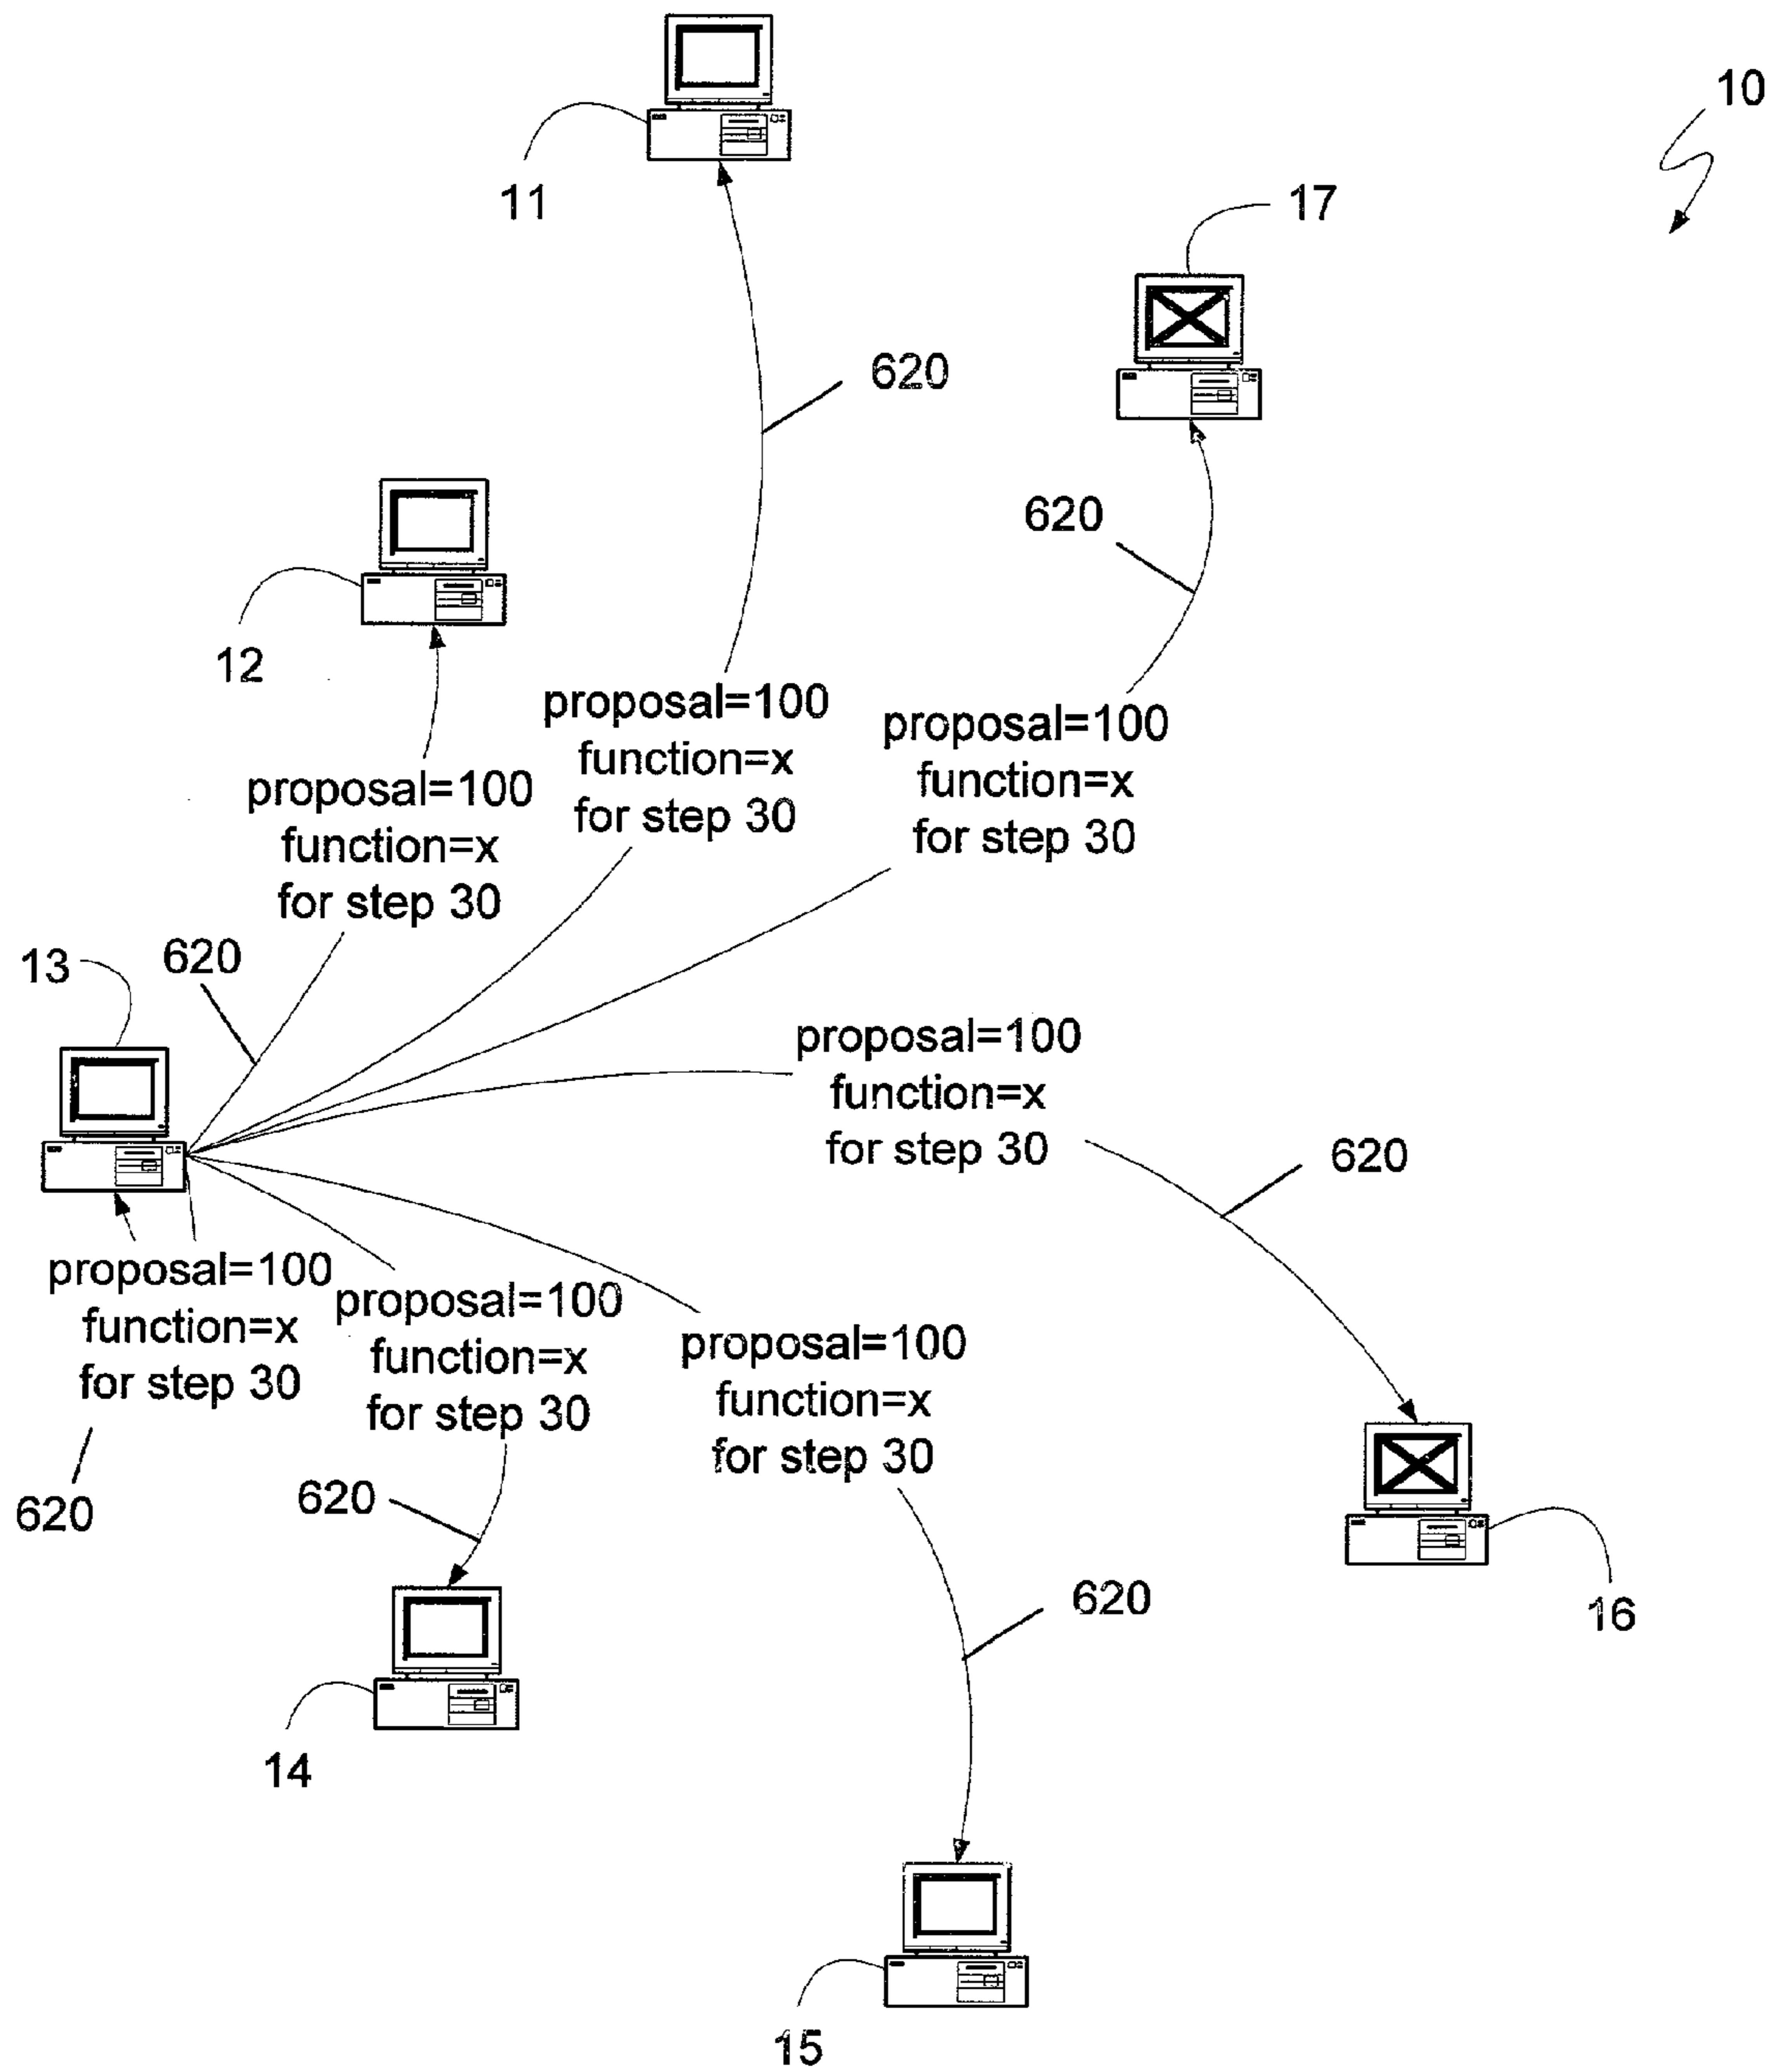 10
11
17
620
620
12
proposal=100
function=x
for step 30
proposal=100
function=x
for step 30
proposal=100
function=x
for step 30
13
620
proposal=100
function=x
for step 30
620
proposal=100
function=x
for step 30
620
proposal=100
function=x
for step 30
620
proposal=100
function=x
for step 30
620
16
14
15